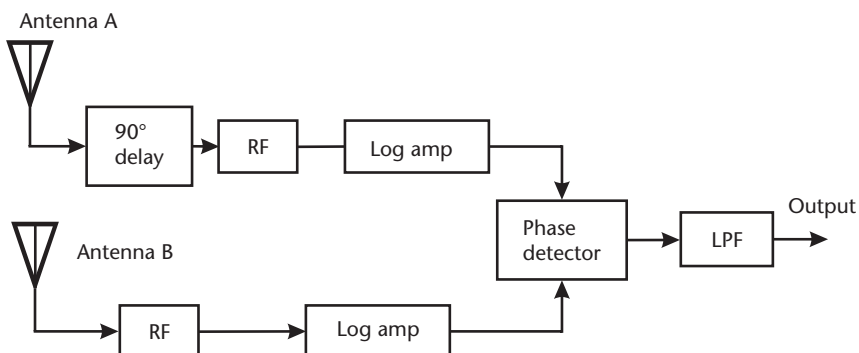 Antenna A
90°
delay
RF
Log amp
Phase
detector
LPF
Output
Antenna B
RF
Log amp